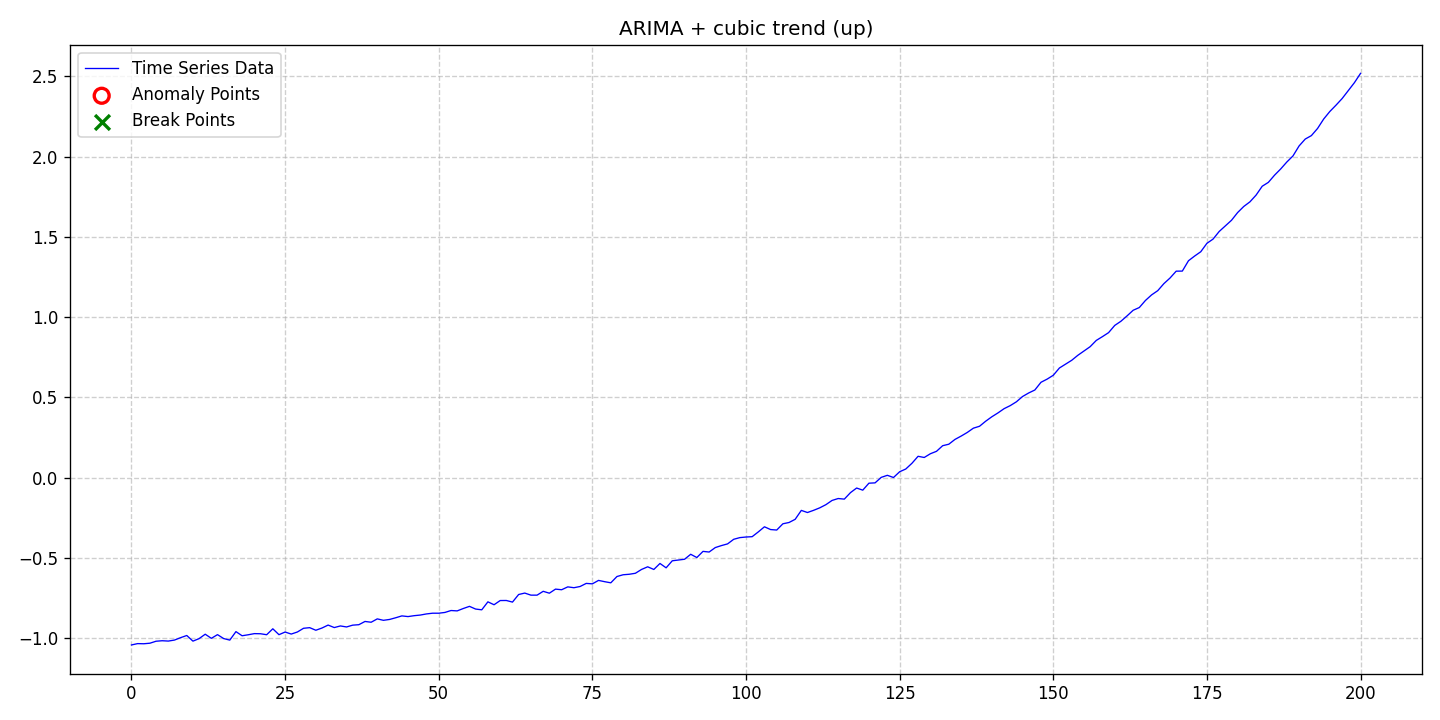 ARIMA + cubic trend (up)
Time Series Data
Anomaly Points
Break Points
2.5
2.0
1.5
1.0
0.5
0.0
−0.5
−1.0
0 25 50 75 100 125 150 175 200